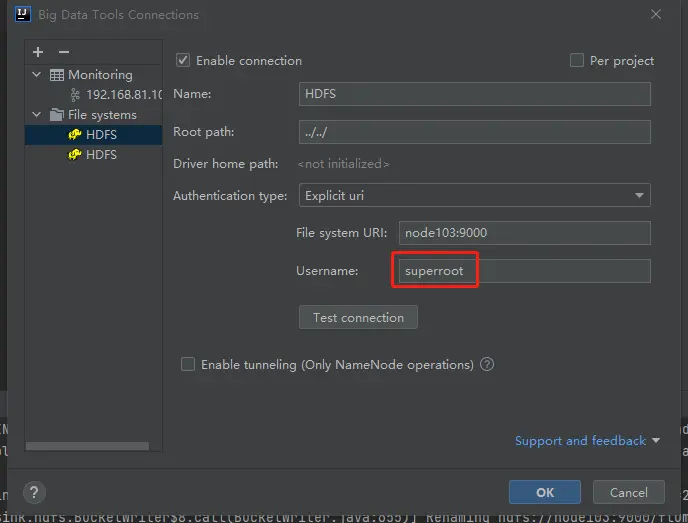 Big Data Tools Connections
Enable connection
Per project
Monitoring
192.168.81.10
File systems
HDFS
HDFS
Name: HDFS
Root path: ../../
Driver home path: <not initialized>
Authentication type: Explicit uri
File system URI: node103:9000
Username: superroot
Test connection
Enable tunneling (Only NameNode operations) ?
Support and feedback
? OK Cancel
sink.hdfs.BucketWriter$8.call(BucketWriter.java:655)] Renaming hdfs://node103:9000/flum